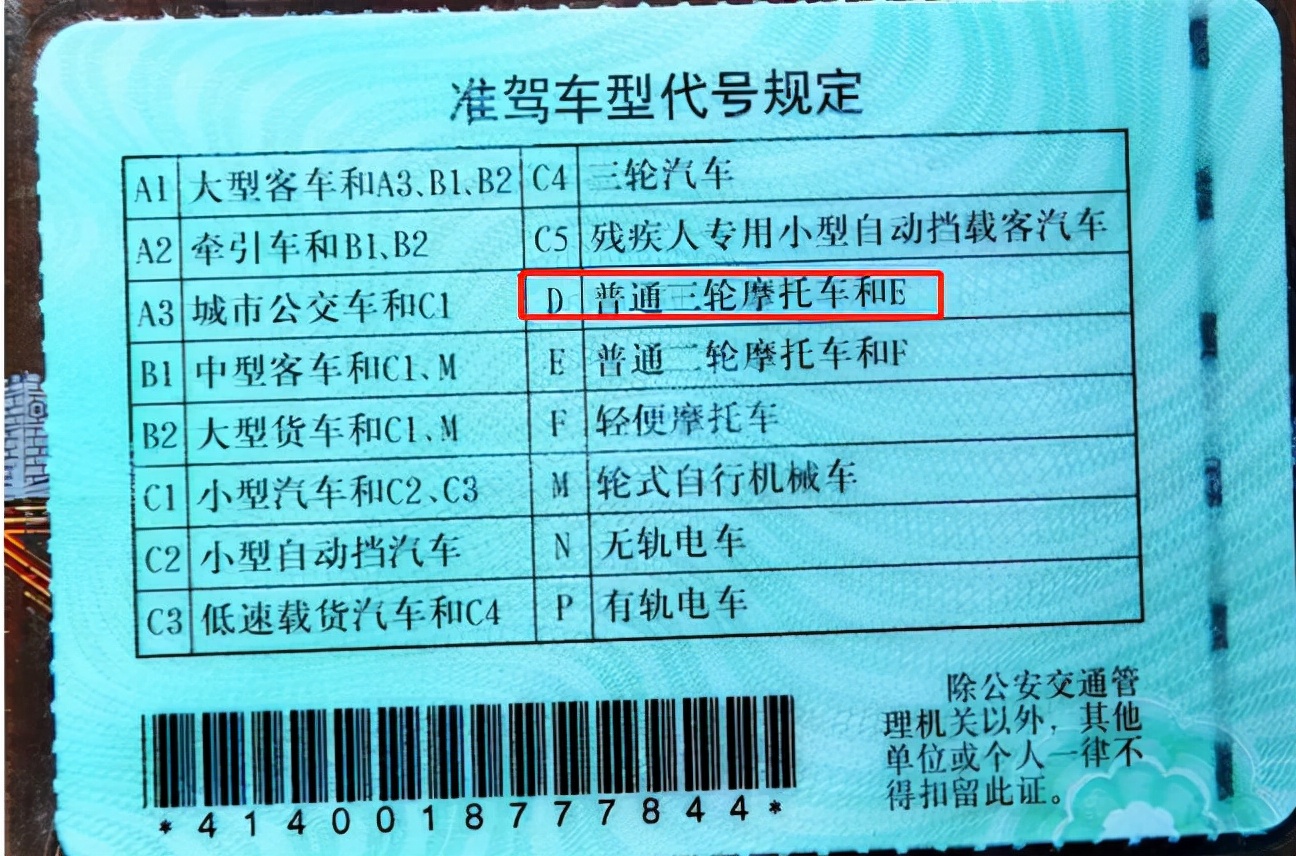 准驾车型代号规定
A1 大型客车和A3、B1、B2 C4 三轮汽车
A2 牵引车和B1、B2 C5 残疾人专用小型自动挡载客汽车
A3 城市公交车和C1 D 普通三轮摩托车和E
B1 中型客车和C1、M E 普通二轮摩托车和F
B2 大型货车和C1、M F 轻便摩托车
C1 小型汽车和C2、C3 M 轮式自行机械车
C2 小型自动挡汽车 N 无轨电车
C3 低速载货汽车和C4 P 有轨电车
除公安交通管
理机关以外，其他
单位或个人一律不
得扣留此证。
*4140018777844*